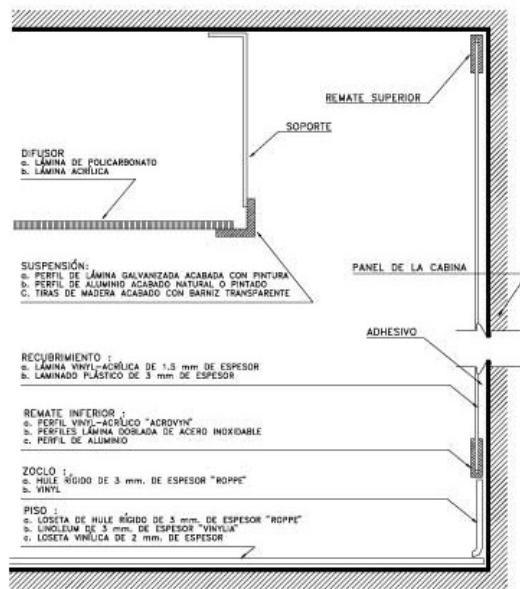 REMATE SUPERIOR
SOPORTE
DIFUSOR
a. LÁMINA DE POLICARBONATO
b. LÁMINA ACRÍLICA
SUSPENSIÓN:
a. PERFIL DE LÁMINA GALVANIZADA ACABADA CON PINTURA
b. PERFIL DE ALUMINIO ACABADO NATURAL O PINTADO
C. TIRAS DE MADERA ACABADO CON BARNIZ TRANSPARENTE
PANEL DE LA CABINA
ADHESIVO
RECUBRIMIENTO :
a. LÁMINA VINYL-ACRÍLICA DE 1.5 mm DE ESPESOR
b. LAMINADO PLÁSTICO DE 3 mm DE ESPESOR
REMATE INFERIOR :
a. PERFIL VINYL-ACRÍLICO "ACROVYN"
b. PERFILES LÁMINA DOBLADA DE ACERO INOXIDABLE
c. PERFIL DE ALUMINIO
ZOCLO :
a. HULE RÍGIDO DE 3 mm. DE ESPESOR "ROPPE"
b. VINYL
PISO :
a. LOSETA DE HULE RÍGIDO DE 3 mm. DE ESPESOR "ROPPE"
b. LINOLEUM DE 3 mm. DE ESPESOR "VINYLIA"
c. LOSETA VINÍLICA DE 2 mm. DE ESPESOR